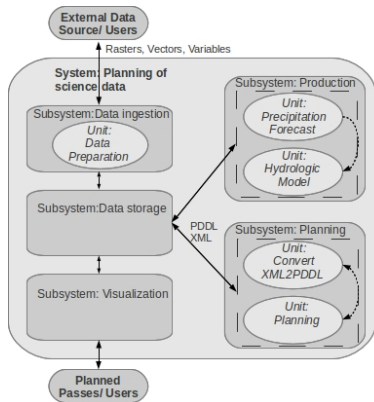 External Data
Source/ Users
Rasters, Vectors, Variables
System: Planning of
science data
Subsystem:Data ingestion
Unit:
Data
Preparation
Subsystem:Data storage
Subsystem: Visualization
Subsystem: Production
Unit:
Precipitation
Forecast
Unit:
Hydrologic
Model
PDDL
XML
Subsystem: Planning
Unit:
Convert
XML2PDDL
Unit:
Planning
Planned
Passes/ Users